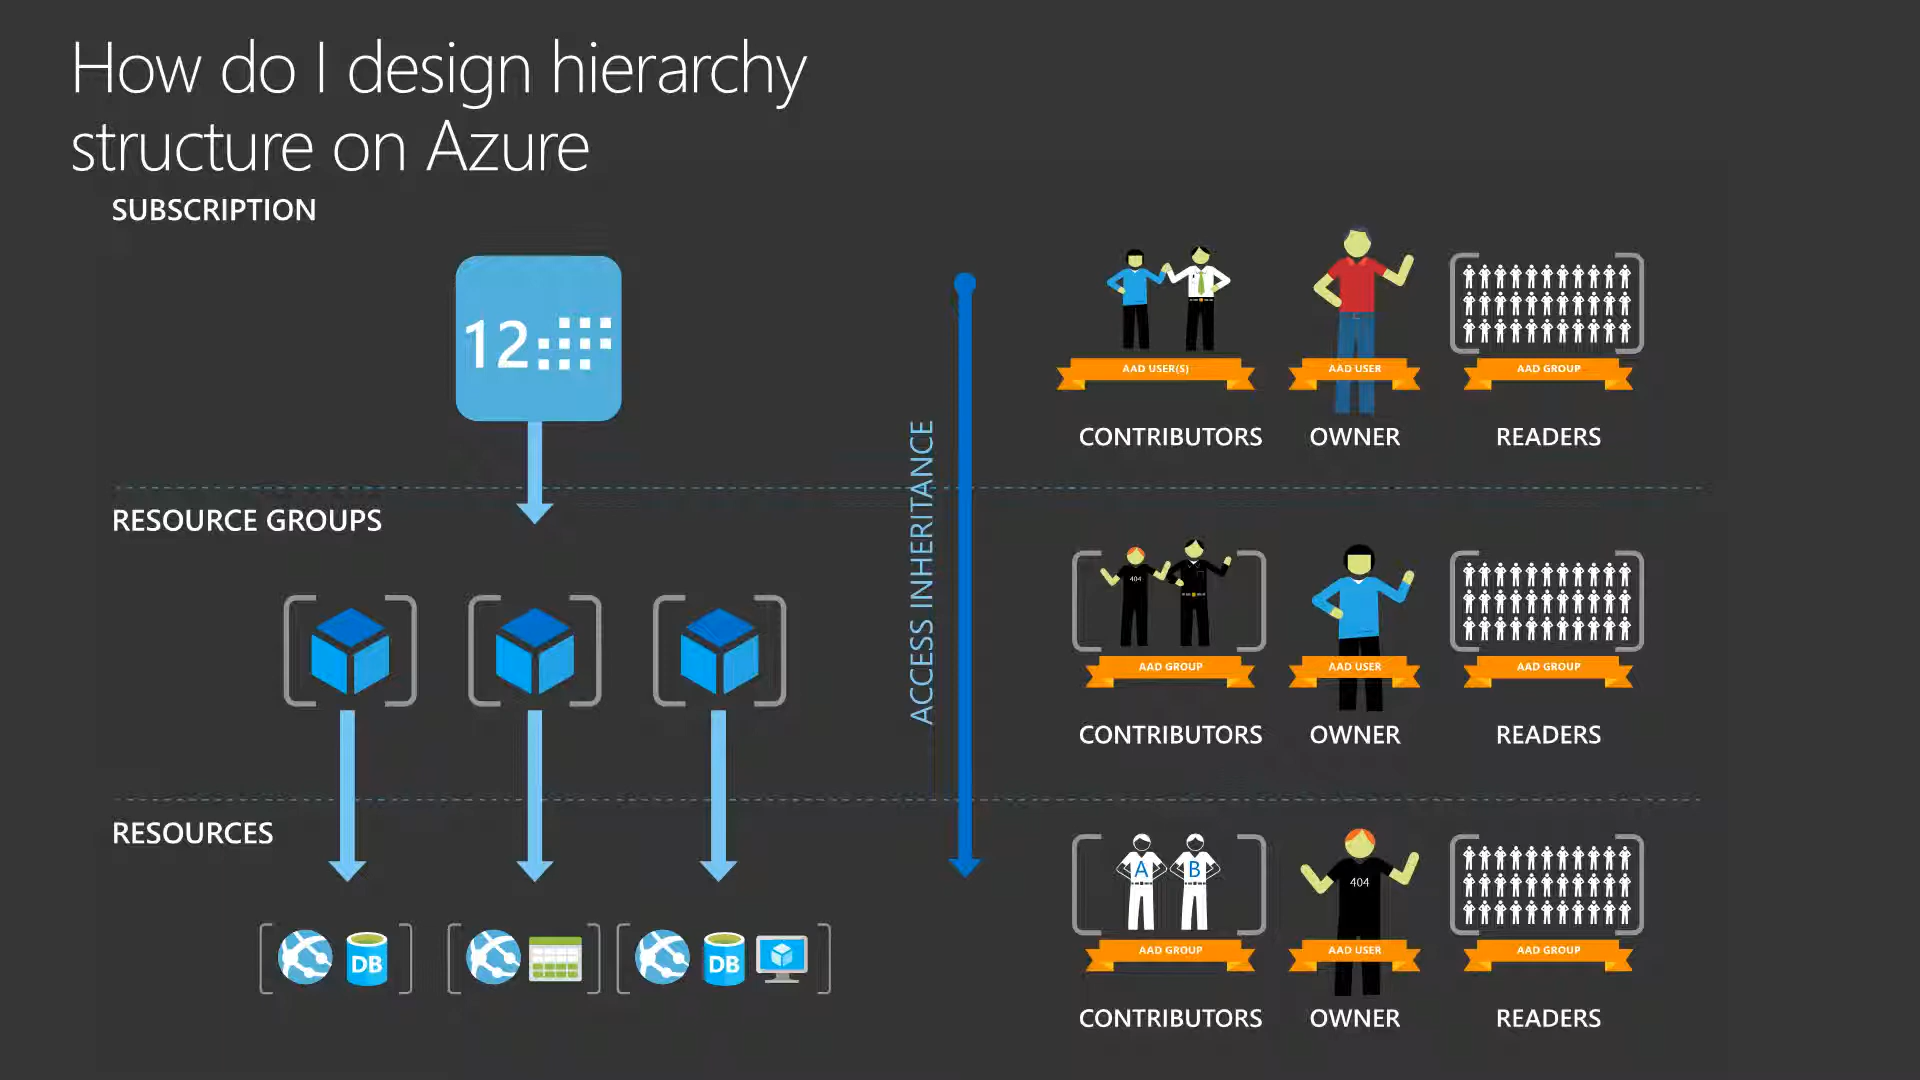 How do I design hierarchy
structure on Azure
SUBSCRIPTION
12
AAD USER(S)
AAD USER
AAD GROUP
CONTRIBUTORS
OWNER
READERS
ACCESS INHERITANCE
RESOURCE GROUPS
404
AAD GROUP
AAD USER
AAD GROUP
CONTRIBUTORS
OWNER
READERS
RESOURCES
A
B
404
DB
DB
AAD GROUP
AAD USER
AAD GROUP
CONTRIBUTORS
OWNER
READERS